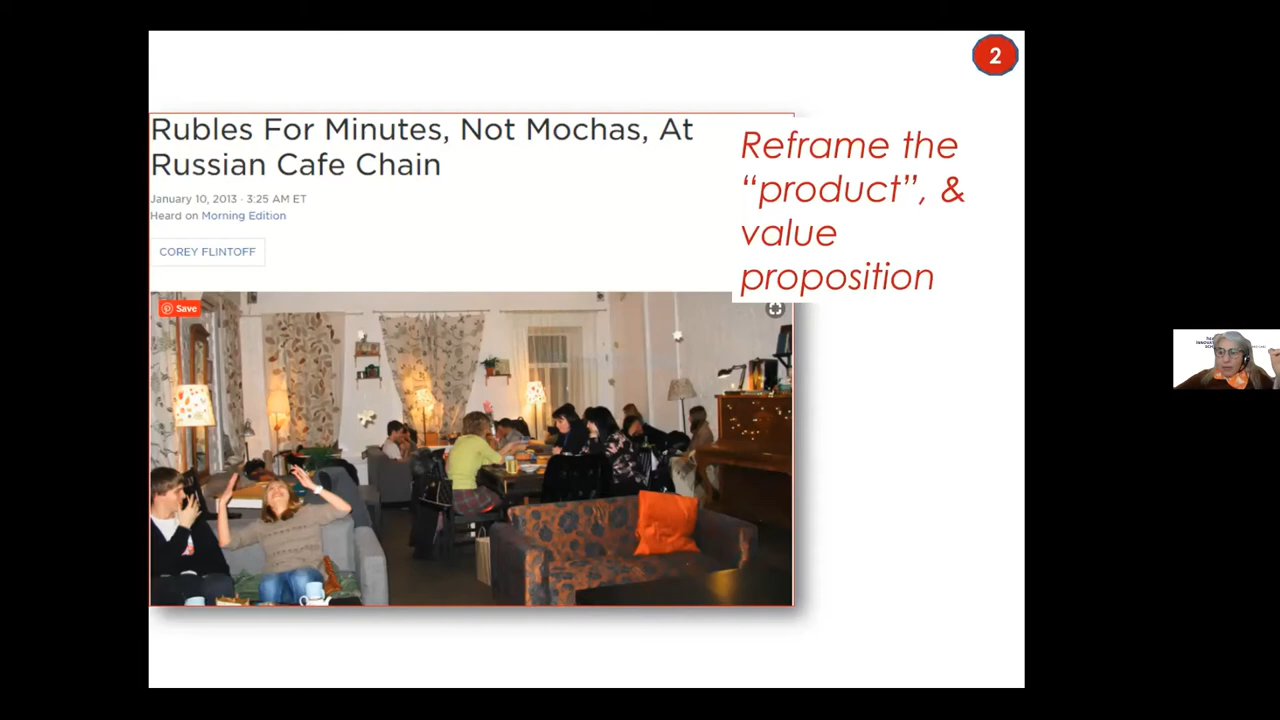 2
Rubles For Minutes, Not Mochas, At
Russian Cafe Chain
January 10, 2013 · 3:25 AM ET
Heard on Morning Edition
COREY FLINTOFF
Save
Reframe the
“product”, &
value
proposition